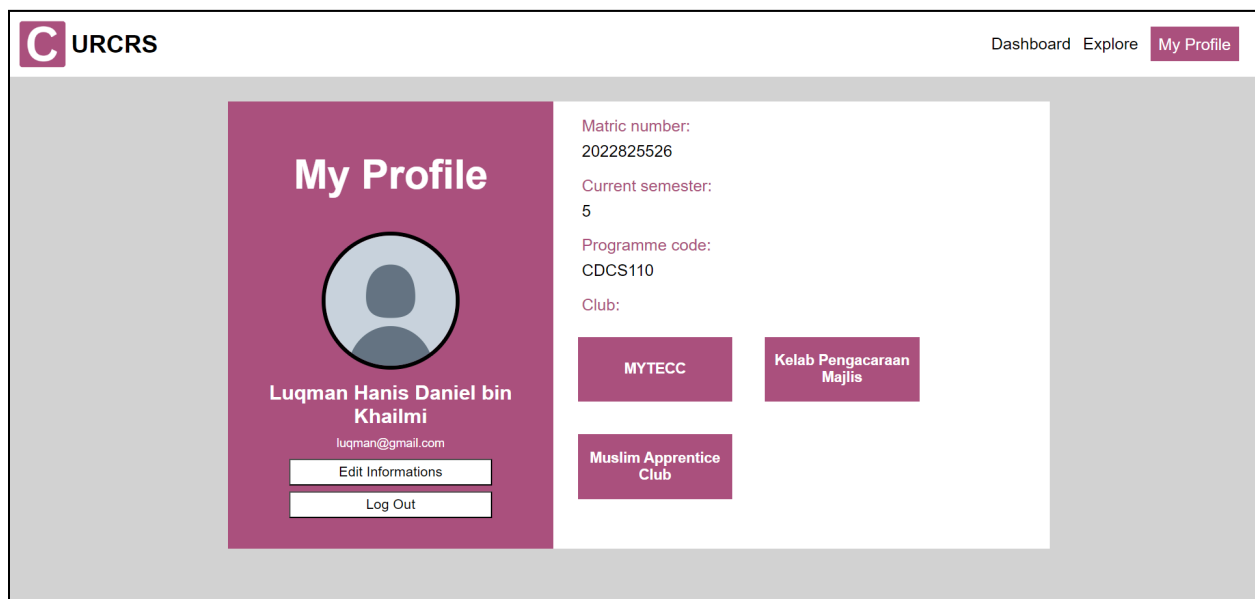 C URCRS
Dashboard Explore My Profile
My Profile
Luqman Hanis Daniel bin
Khailmi
luqman@gmail.com
Edit Informations
Log Out
Matric number:
2022825526
Current semester:
5
Programme code:
CDCS110
Club:
MYTECC
Kelab Pengacaraan
Majlis
Muslim Apprentice
Club